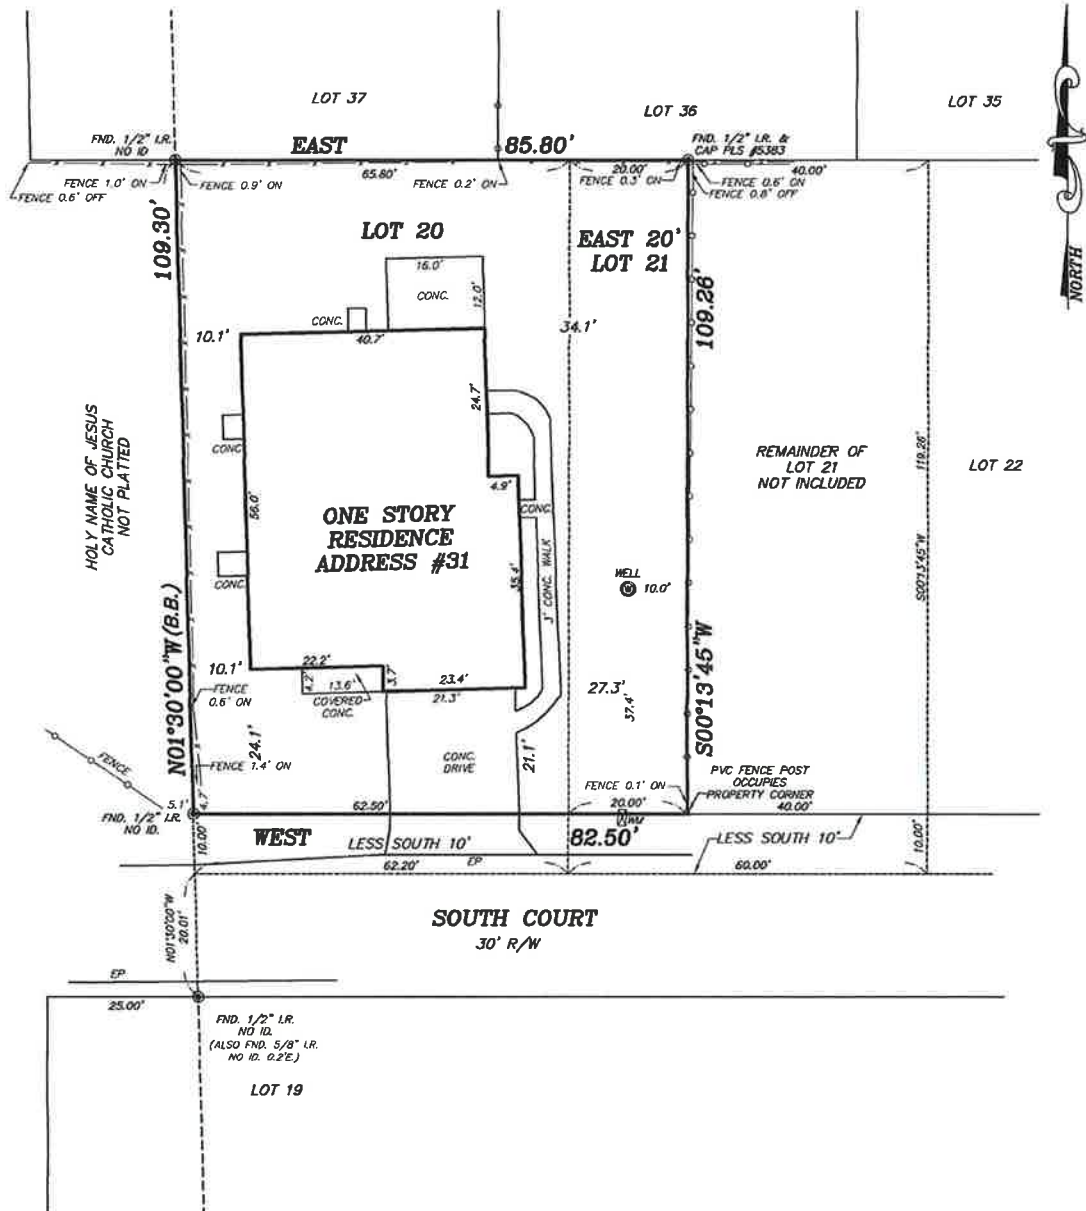 LOT 37
LOT 36
LOT 35
FND. 1/2" I.R.
NO ID
EAST
85.80'
FND. 1/2" I.R. &
CAP PLS #5383
FENCE 1.0' ON
FENCE 0.6' OFF
FENCE 0.9' ON
65.80'
FENCE 0.2' ON
20.00'
FENCE 0.3' ON
FENCE 0.6' ON
FENCE 0.8' OFF
40.00'
NORTH
109.30'
LOT 20
EAST 20'
LOT 21
109.26'
16.0'
CONC.
12.0'
CONC.
40.7'
10.1'
34.1'
24.7'
HOLY NAME OF JESUS
CATHOLIC CHURCH
NOT PLATTED
CONC.
56.0'
4.9'
CONC.
REMAINDER OF
LOT 21
NOT INCLUDED
119.26'
S00°13'45"W
LOT 22
ONE STORY
RESIDENCE
ADDRESS #31
35.4'
3' CONC. WALK
WELL
W
10.0'
CONC.
N01°30'00"W (B.B.)
10.1'
22.2'
4.2'
13.6'
3.7'
COVERED
CONC.
23.4'
21.3'
27.3'
37.4'
S00°13'45"W
FENCE
0.6' ON
24.1'
FENCE 1.4' ON
FENCE
CONC.
DRIVE
21.1'
FENCE 0.1' ON
PVC FENCE POST
OCCUPIES
PROPERTY CORNER
5.1'
4.7'
FND. 1/2" I.R.
NO ID.
62.50'
20.00'
WM
40.00'
WEST
82.50'
10.00'
LESS SOUTH 10'
LESS SOUTH 10'
10.00'
EP
62.20'
60.00'
N01°30'00"W
20.01'
SOUTH COURT
30' R/W
EP
25.00'
FND. 1/2" I.R.
NO ID.
(ALSO FND. 5/8" I.R.
NO ID. 0.2'E.)
LOT 19